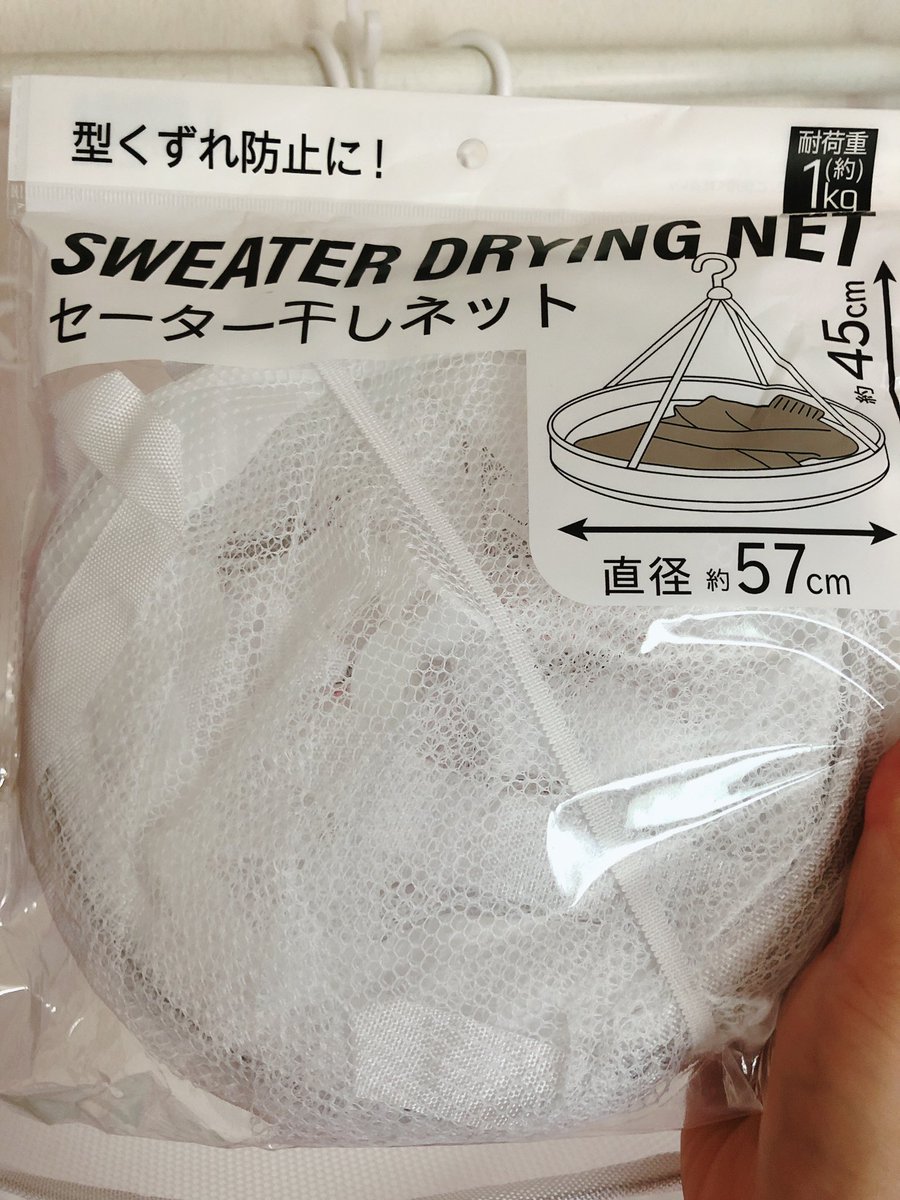 型くずれ防止に!
耐荷重
(約)
1kg
SWEATER DRYING NET
セーター干しネット
約45cm
直径 約57cm